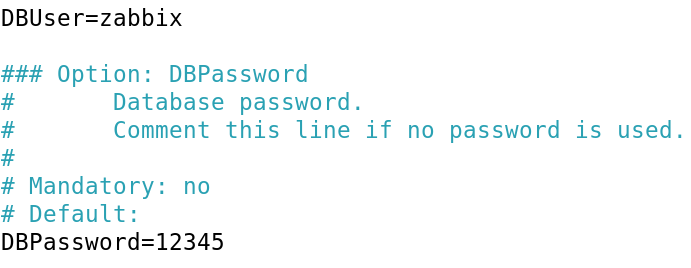 DBUser=zabbix
### Option: DBPassword
#       Database password.
#       Comment this line if no password is used.
#
# Mandatory: no
# Default:
DBPassword=12345